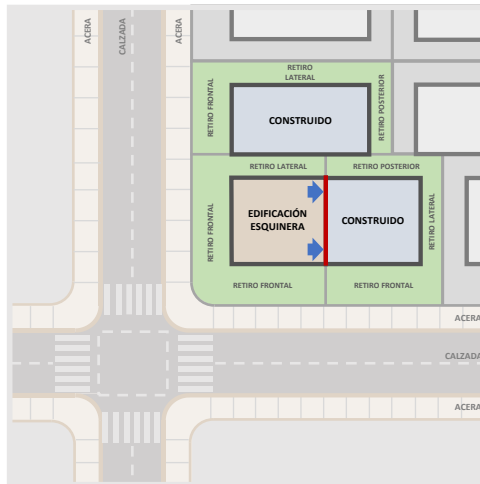 ACERA
CALZADA
ACERA
RETIRO
LATERAL
RETIRO FRONTAL
CONSTRUIDO
RETIRO POSTERIOR
RETIRO LATERAL
RETIRO POSTERIOR
RETIRO FRONTAL
EDIFICACIÓN
ESQUINERA
CONSTRUIDO
RETIRO LATERAL
RETIRO FRONTAL
RETIRO FRONTAL
ACERA
CALZADA
ACERA